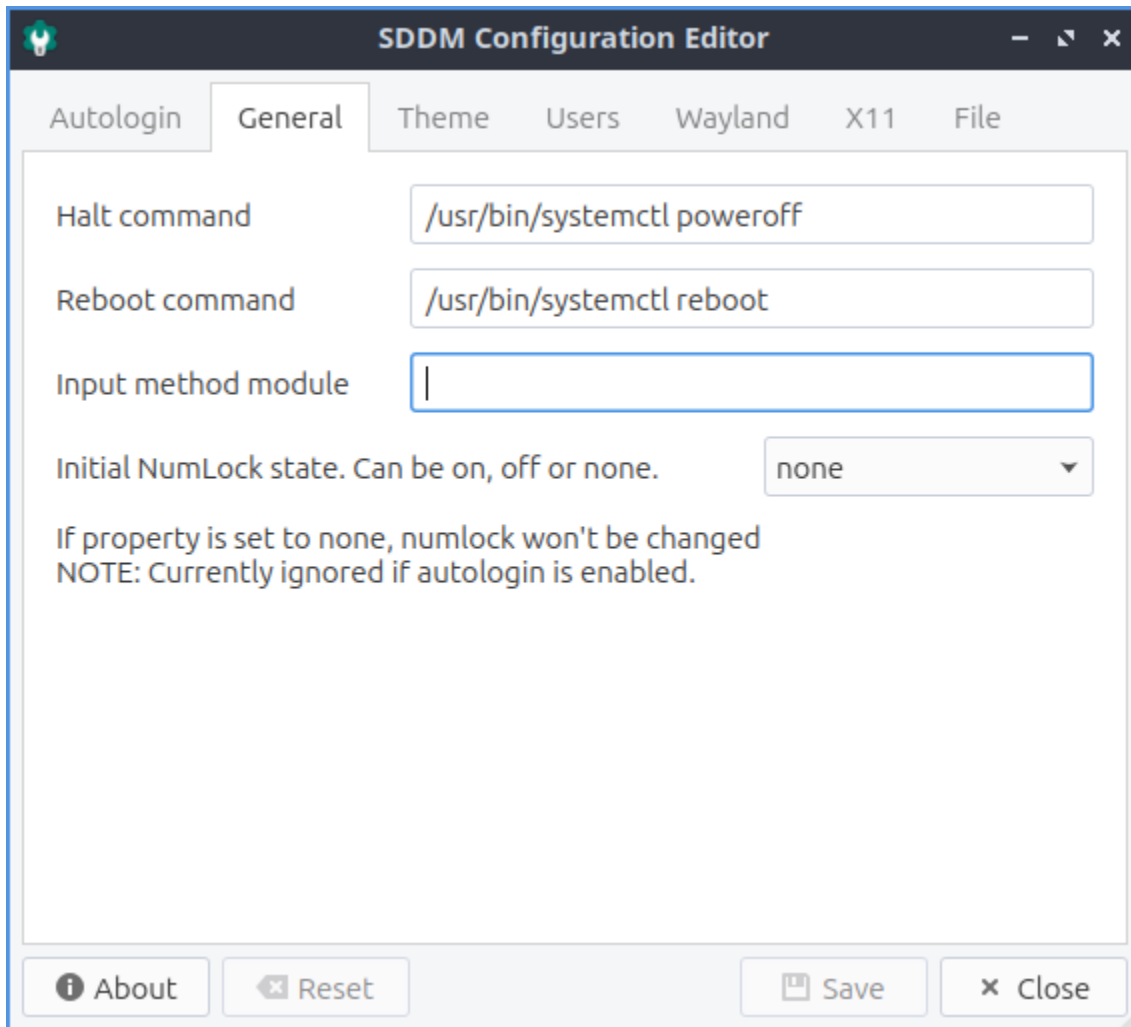 SDDM Configuration Editor
Autologin General Theme Users Wayland X11 File
Halt command /usr/bin/systemctl poweroff
Reboot command /usr/bin/systemctl reboot
Input method module
Initial NumLock state. Can be on, off or none. none
If property is set to none, numlock won't be changed
NOTE: Currently ignored if autologin is enabled.
About Reset Save Close